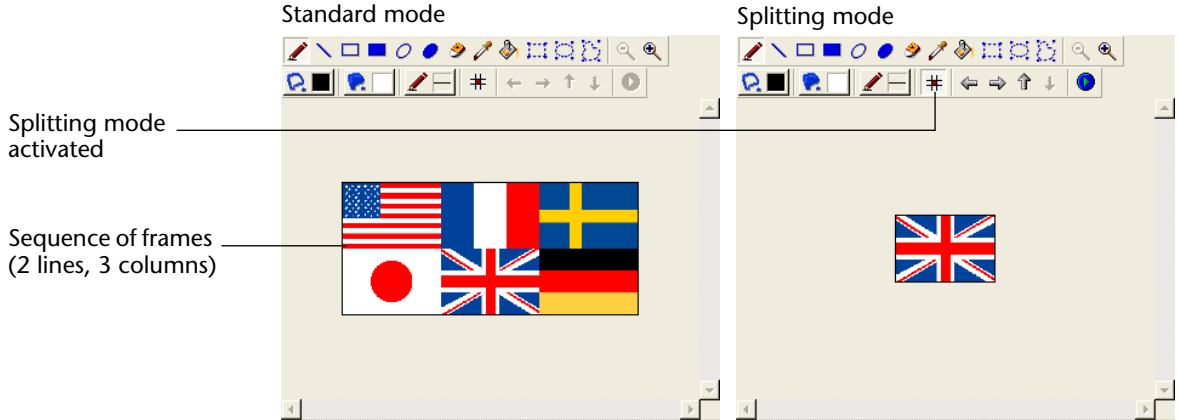 Standard mode
Splitting mode
Splitting mode
activated
Sequence of frames
(2 lines, 3 columns)